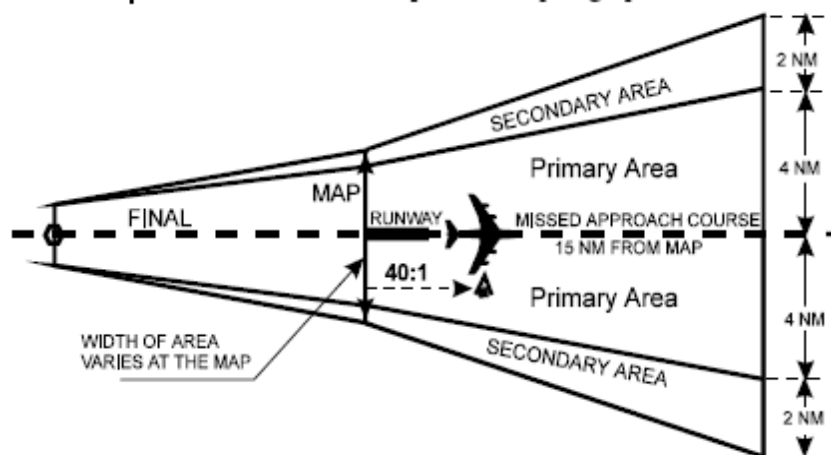 2 NM
SECONDARY AREA
Primary Area
4 NM
MAP
FINAL
RUNWAY
MISSED APPROACH COURSE
15 NM FROM MAP
40:1
Primary Area
4 NM
WIDTH OF AREA
VARIES AT THE MAP
SECONDARY AREA
2 NM